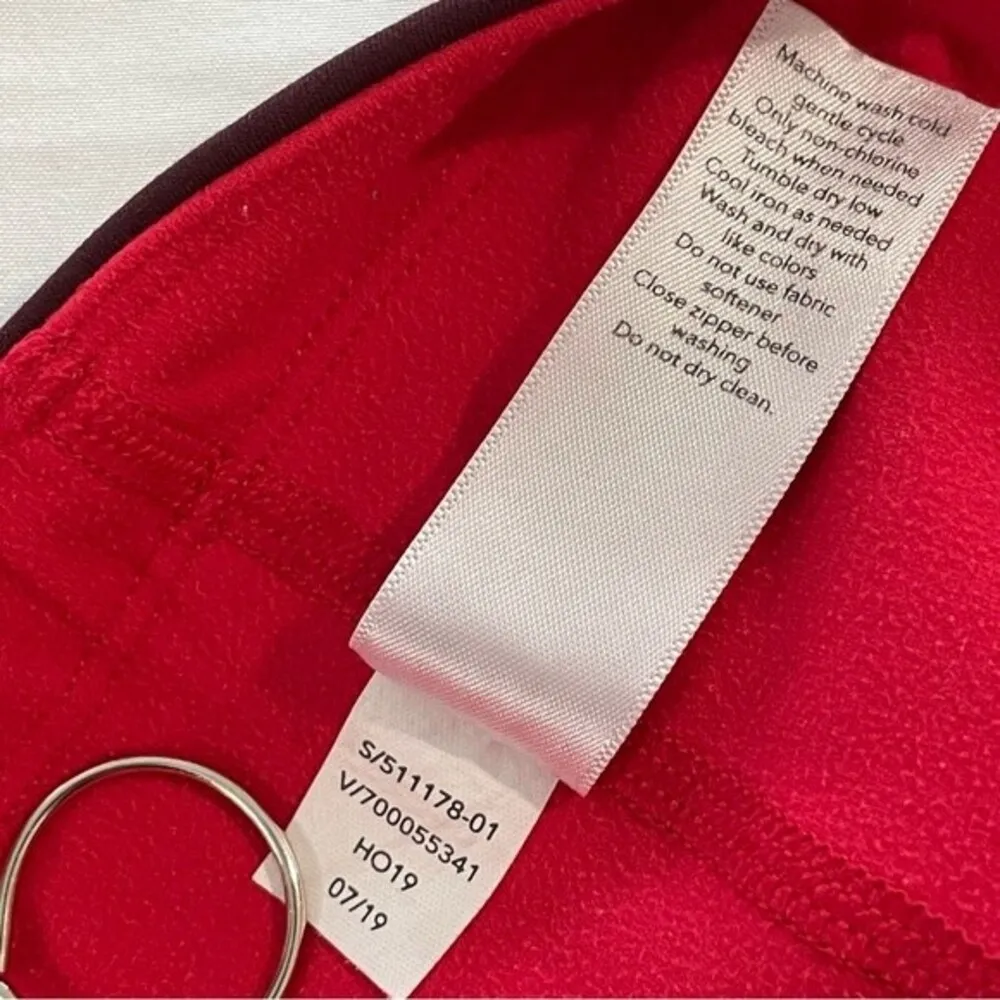 Machine wash cold
gentle cycle
Only non-chlorine
bleach when needed
Tumble dry low
Cool iron as needed
Wash and dry with
like colors
Do not use fabric
softener
Close zipper before
washing
Do not dry clean.
S/511178-01
V/700055341
HO19
07/19